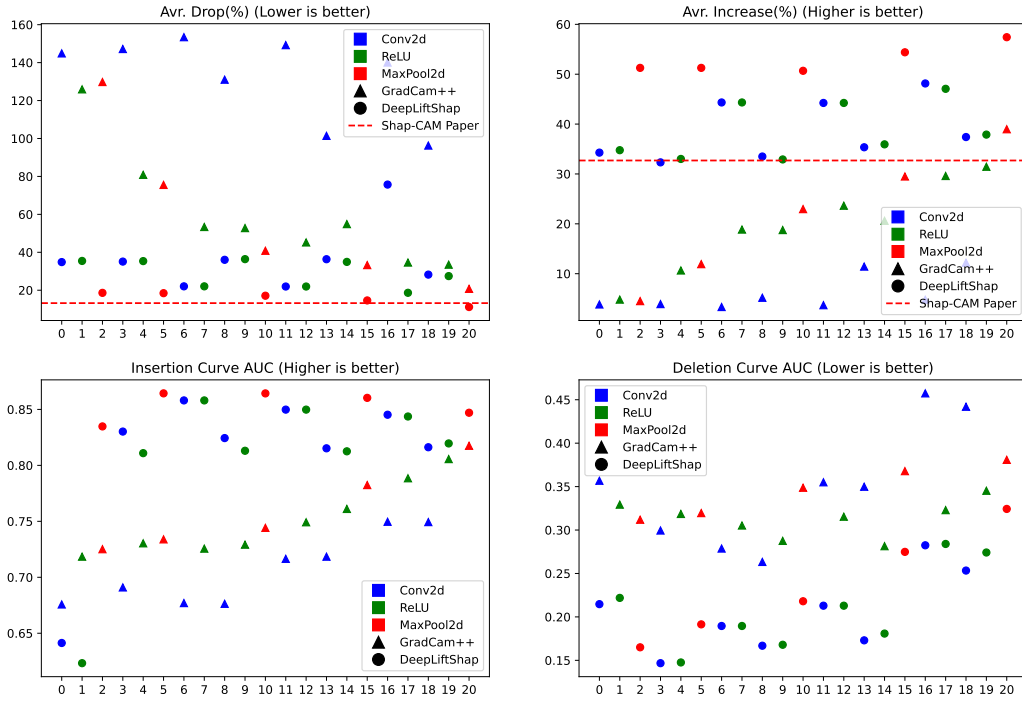 Avr. Drop(%) (Lower is better)
160
140
120
100
80
60
40
20
Conv2d
ReLU
MaxPool2d
GradCam++
DeepLiftShap
Shap-CAM Paper
0 1 2 3 4 5 6 7 8 9 10 11 12 13 14 15 16 17 18 19 20
Avr. Increase(%) (Higher is better)
60
50
40
30
20
10
Conv2d
ReLU
MaxPool2d
GradCam++
DeepLiftShap
Shap-CAM Paper
0 1 2 3 4 5 6 7 8 9 10 11 12 13 14 15 16 17 18 19 20
Insertion Curve AUC (Higher is better)
0.85
0.80
0.75
0.70
0.65
Conv2d
ReLU
MaxPool2d
GradCam++
DeepLiftShap
0 1 2 3 4 5 6 7 8 9 10 11 12 13 14 15 16 17 18 19 20
Deletion Curve AUC (Lower is better)
0.45
0.40
0.35
0.30
0.25
0.20
0.15
Conv2d
ReLU
MaxPool2d
GradCam++
DeepLiftShap
0 1 2 3 4 5 6 7 8 9 10 11 12 13 14 15 16 17 18 19 20